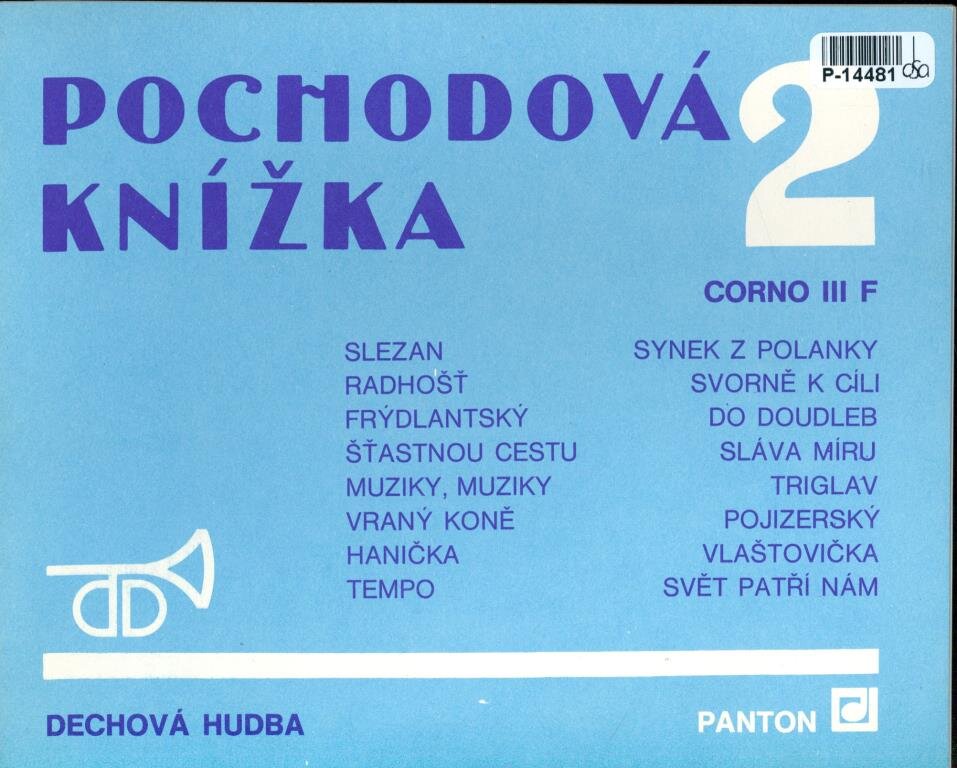 POCHODOVÁ 2
KNÍŽKA
P-14481 osa
CORNO III F
SLEZAN
RADHOŠŤ
FRÝDLANTSKÝ
ŠŤASTNOU CESTU
MUZIKY, MUZIKY
VRANÝ KONĚ
HANIČKA
TEMPO
SYNEK Z POLANKY
SVORNĚ K CÍLI
DO DOUDLEB
SLÁVA MÍRU
TRIGLAV
POJIZERSKÝ
VLAŠTOVIČKA
SVĚT PATŘÍ NÁM
DECHOVÁ HUDBA
PANTON